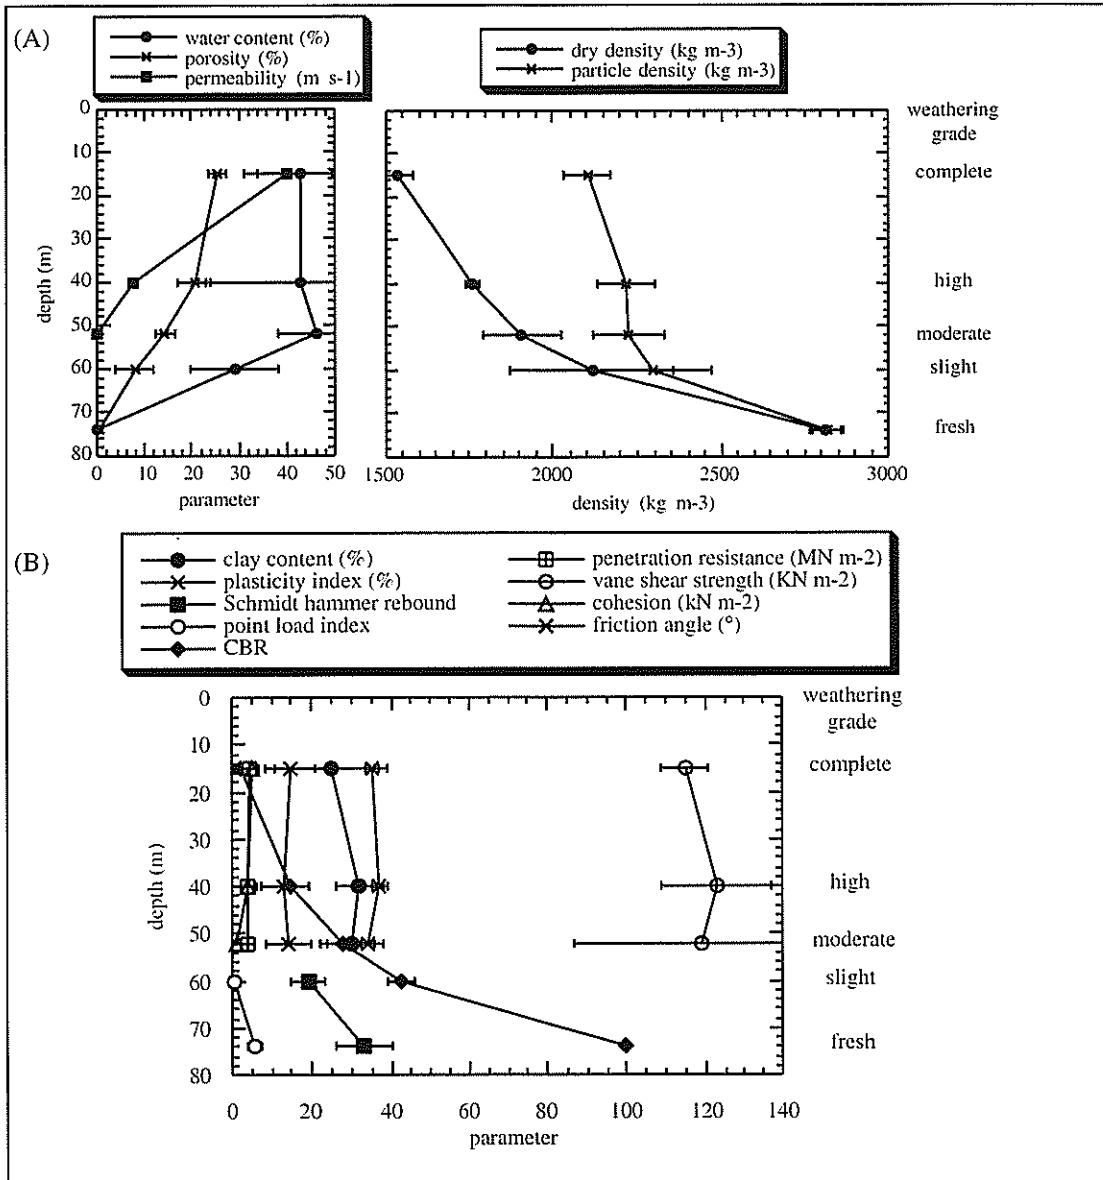 (A)
water content (%)
porosity (%)
permeability (m s-1)
dry density (kg m-3)
particle density (kg m-3)
depth (m)
0
10
20
30
40
50
60
70
80
0 10 20 30 40 50
parameter
1500 2000 2500 3000
density (kg m-3)
weathering
grade
complete
high
moderate
slight
fresh
(B)
clay content (%)
plasticity index (%)
Schmidt hammer rebound
point load index
CBR
penetration resistance (MN m-2)
vane shear strength (KN m-2)
cohesion (kN m-2)
friction angle (°)
depth (m)
0
10
20
30
40
50
60
70
80
0 20 40 60 80 100 120 140
parameter
weathering
grade
complete
high
moderate
slight
fresh